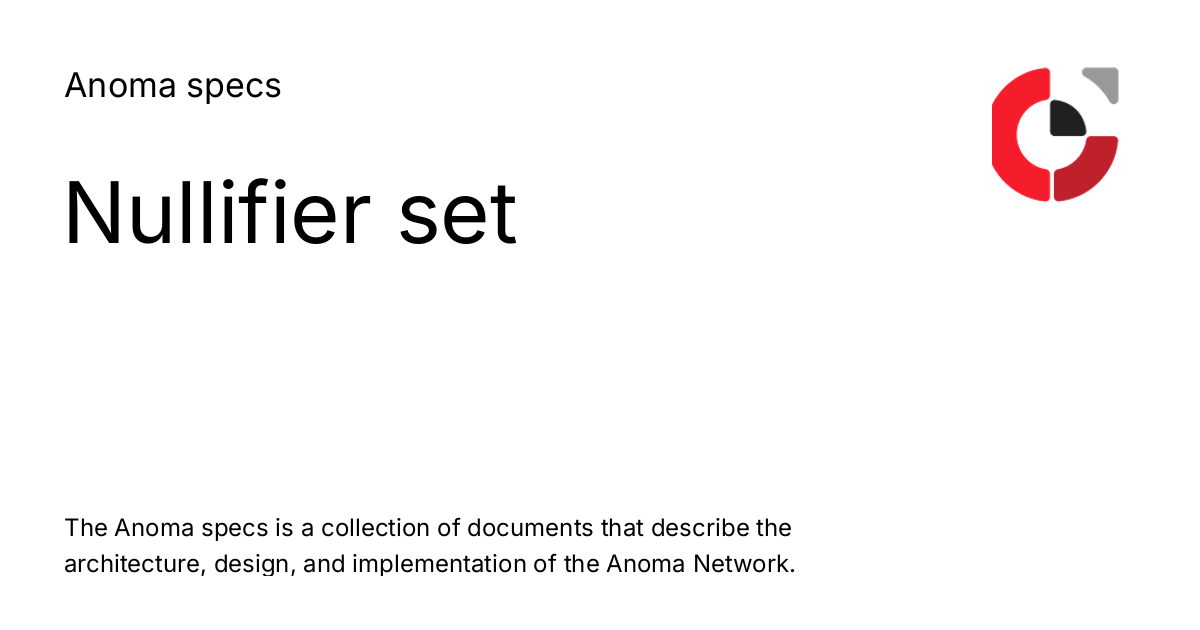 Anoma specs
Nullifier set
The Anoma specs is a collection of documents that describe the
architecture, design, and implementation of the Anoma Network.